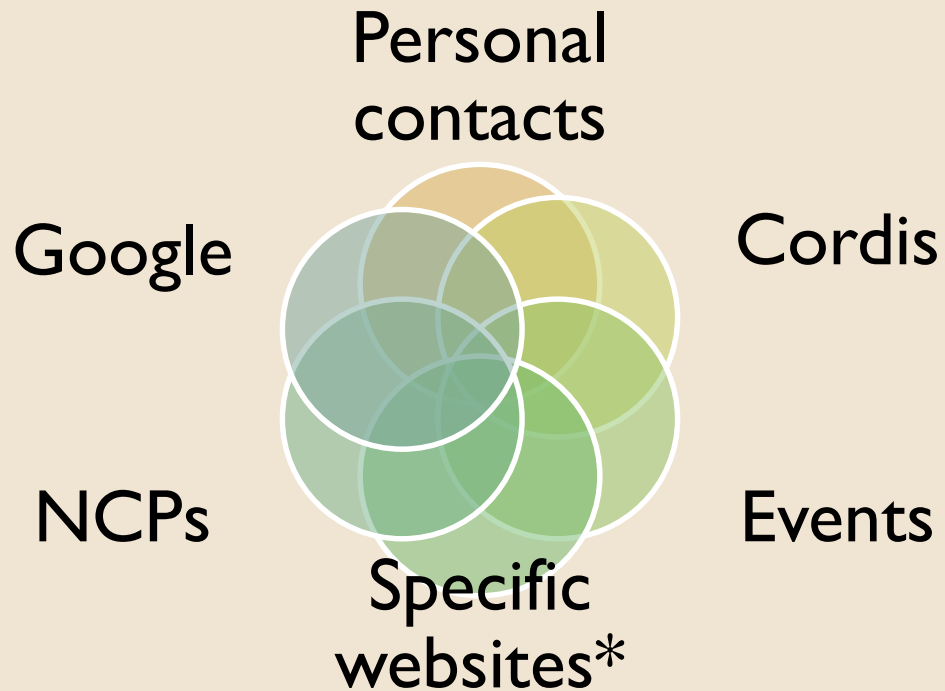 Personal
contacts
Google
Cordis
NCPs
Events
Specific
websites*